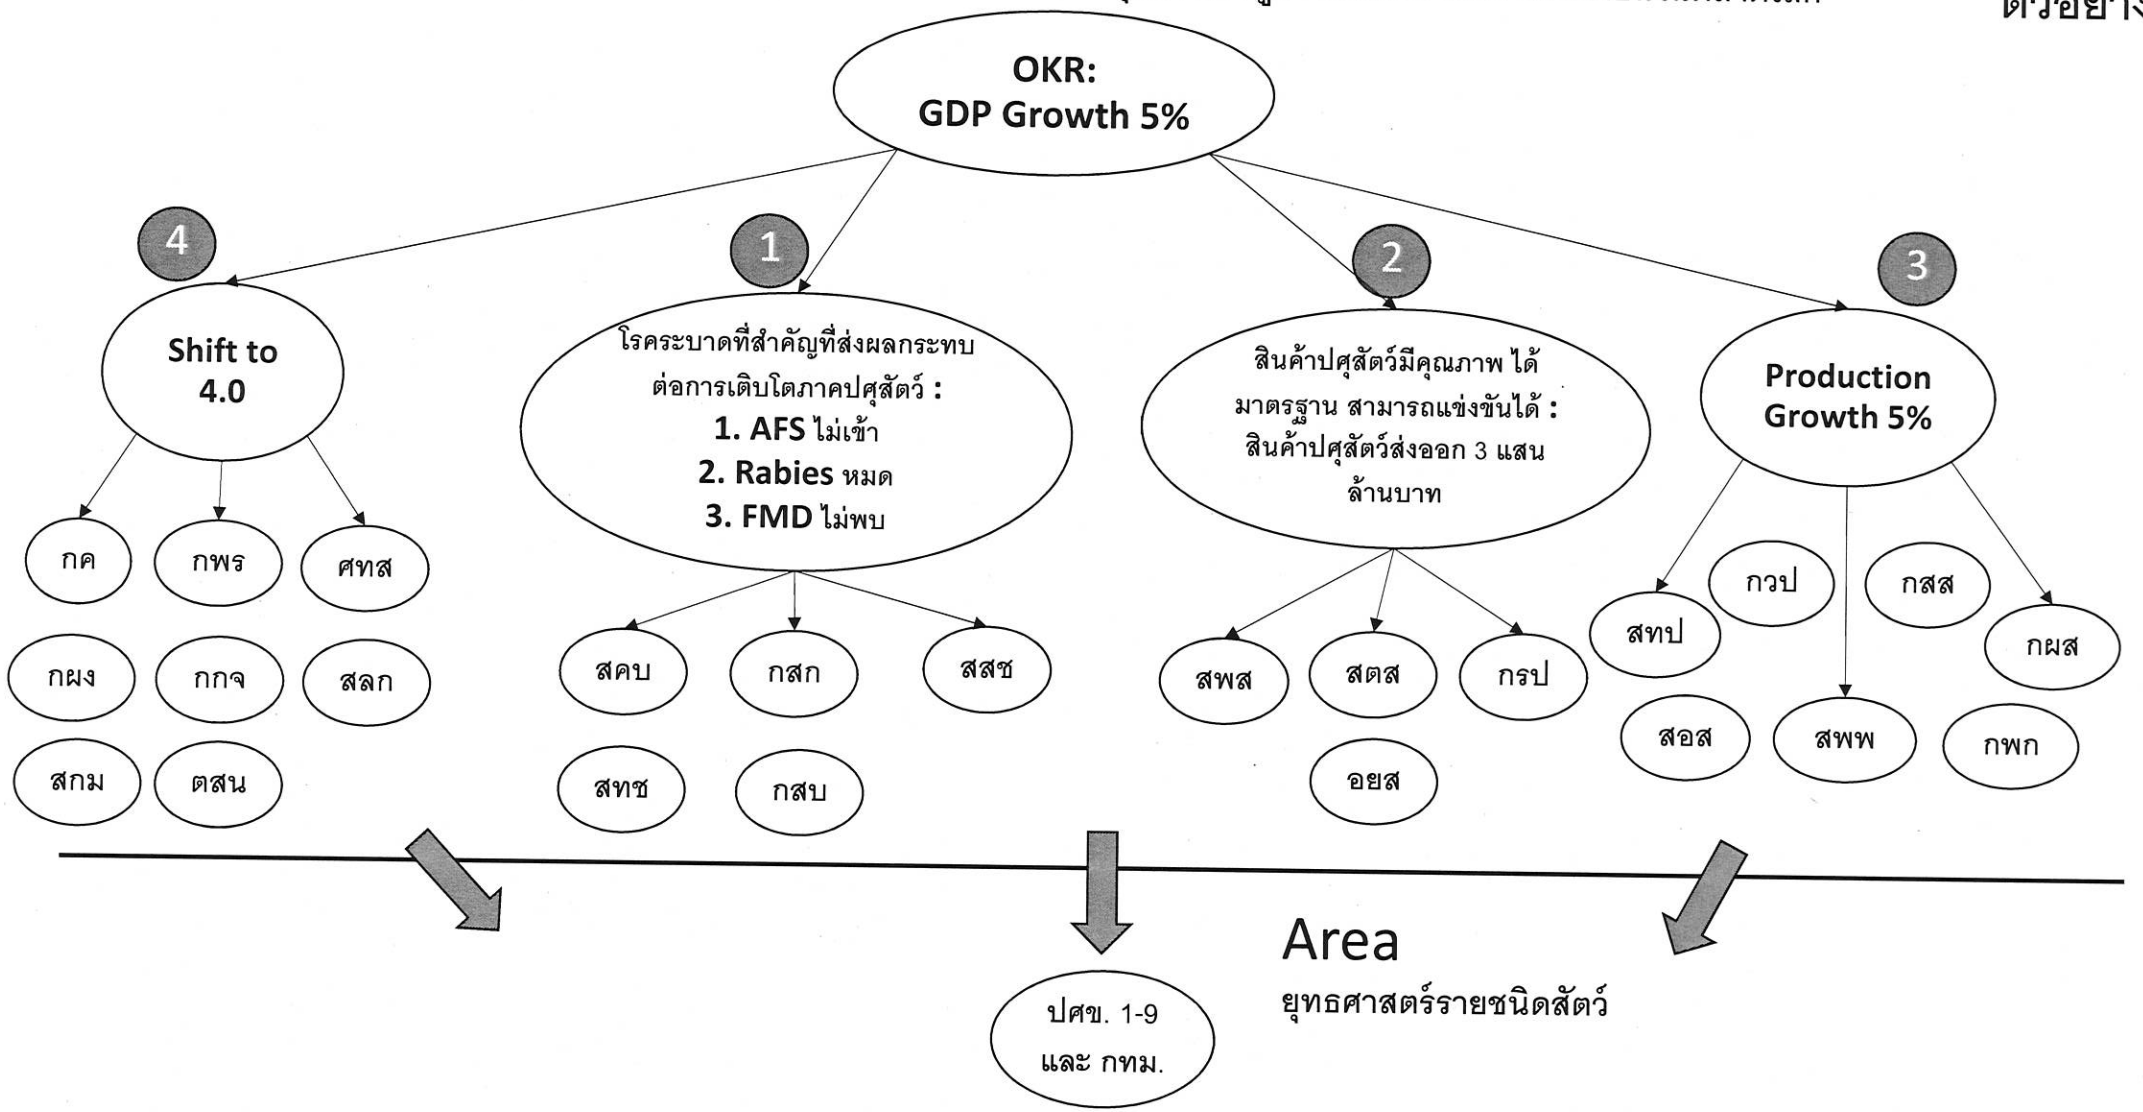 ตัวอย่าง
OKR:
GDP Growth 5%
4
1
2
3
Shift to
4.0
โรคระบาดที่สำคัญที่ส่งผลกระทบ
ต่อการเติบโตภาคปศุสัตว์ :
1. AFS ไม่เข้า
2. Rabies หมด
3. FMD ไม่พบ
สินค้าปศุสัตว์มีคุณภาพ ได้
มาตรฐาน สามารถแข่งขันได้ :
สินค้าปศุสัตว์ส่งออก 3 แสน
ล้านบาท
Production
Growth 5%
กค
กพร
ศทส
กผง
กกจ
สลก
สกม
ตสน
สคบ
กสก
สสช
สทช
กสบ
สพส
สตส
กรป
อยส
สทป
กวป
กสส
กผส
สอส
สพพ
กพก
Area
ยุทธศาสตร์รายชนิดสัตว์
ปศข. 1-9
และ กทม.